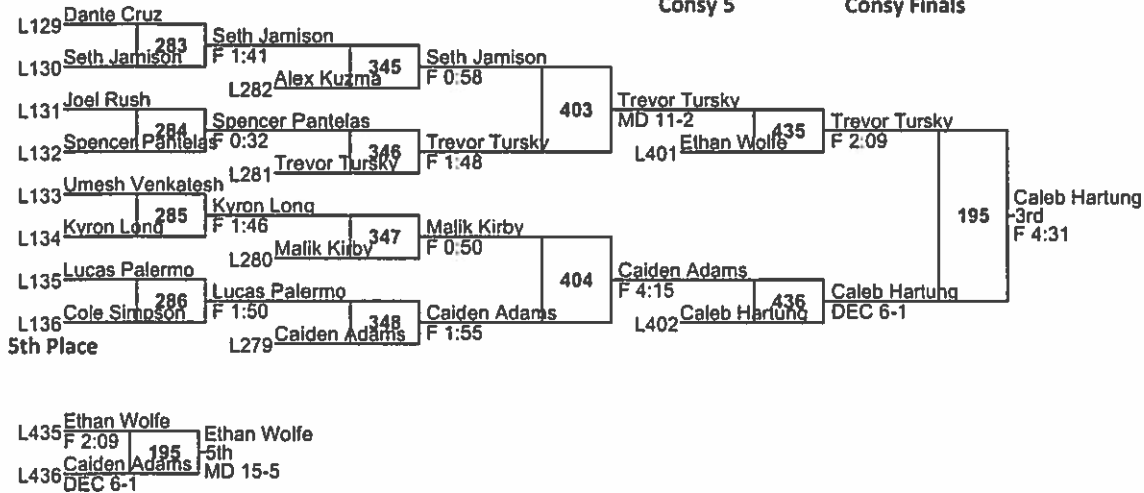 Consy 5 Consy Finals
L129 Dante Cruz
283 Seth Jamison
L130 Seth Jamison F 1:41
345 Seth Jamison
L282 Alex Kuzma F 0:58
L131 Joel Rush
403 Trevor Tursky
284 Spencer Pantelas MD 11-2
L132 Spencer Pantelas F 0:32
346 Trevor Tursky
L281 Trevor Tursky F 1:48
435 Trevor Tursky
L401 Ethan Wolfe F 2:09
L133 Umesh Venkatesh
285 Kyron Long
L134 Kyron Long F 1:46
195 Caleb Hartung
3rd
F 4:31
347 Malik Kirby
L280 Malik Kirby F 0:50
L135 Lucas Palermo
404 Caiden Adams
286 Lucas Palermo F 4:15
L136 Cole Simpson F 1:50
436 Caleb Hartung
L402 Caleb Hartung DEC 6-1
348 Caiden Adams
L279 Caiden Adams F 1:55
5th Place
L435 Ethan Wolfe
F 2:09 195 Ethan Wolfe
5th
L436 Caiden Adams MD 15-5
DEC 6-1